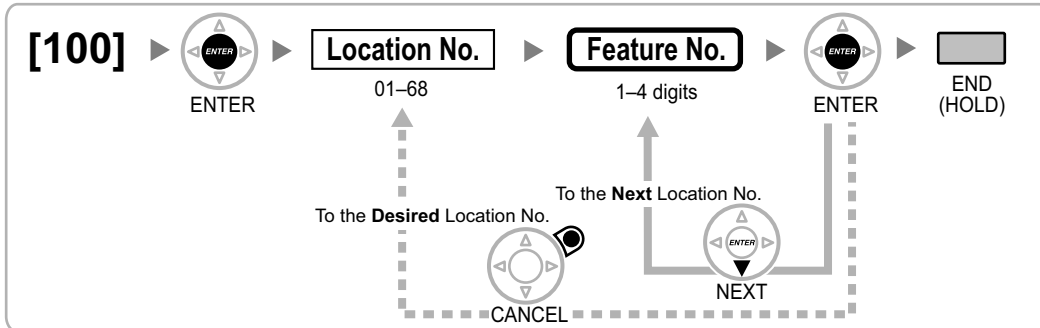 [100] ENTER Location No. Feature No. ENTER
ENTER 01–68 1–4 digits ENTER END
(HOLD)
To the Next Location No.
To the Desired Location No.
ENTER
NEXT
CANCEL